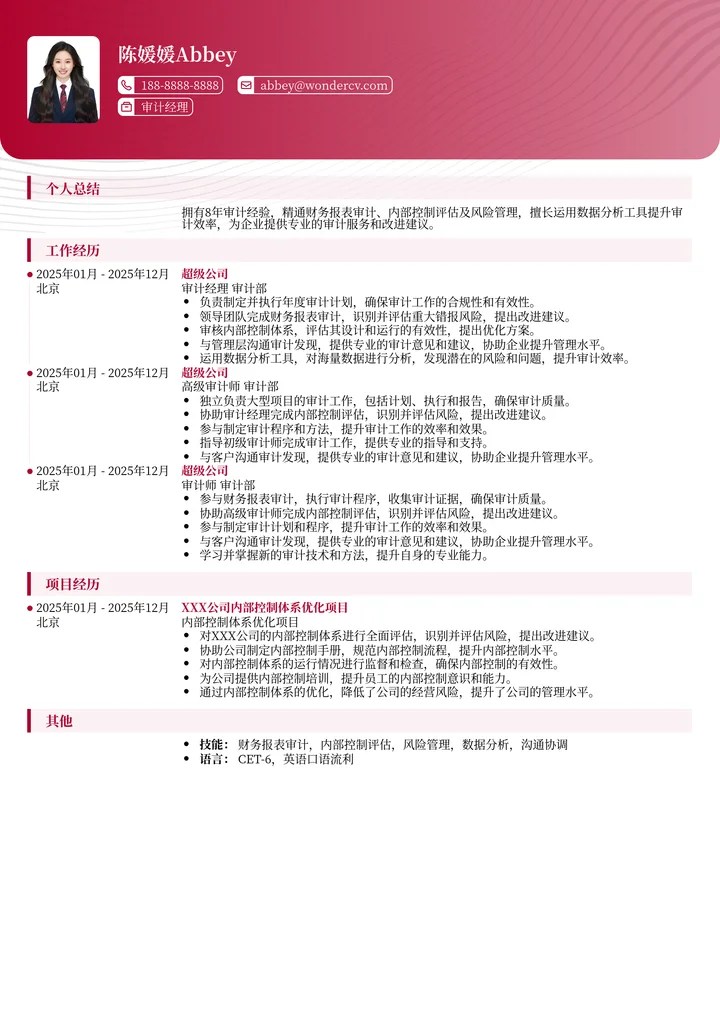 陈媛媛Abbey
188-8888-8888 abbey@wondercv.com
审计经理
个人总结
拥有8年审计经验，精通财务报表审计、内部控制评估及风险管理，擅长运用数据分析工具提升审
计效率，为企业提供专业的审计服务和改进建议。
工作经历
2025年01月 - 2025年12月 超级公司
北京 审计经理 审计部
• 负责制定并执行年度审计计划，确保审计工作的合规性和有效性。
• 领导团队完成财务报表审计，识别并评估重大错报风险，提出改进建议。
• 审核内部控制体系，评估其设计和运行的有效性，提出优化方案。
• 与管理层沟通审计发现，提供专业的审计意见和建议，协助企业提升管理水平。
• 运用数据分析工具，对海量数据进行分析，发现潜在的风险和问题，提升审计效率。
2025年01月 - 2025年12月 超级公司
北京 高级审计师 审计部
• 独立负责大型项目的审计工作，包括计划、执行和报告，确保审计质量。
• 协助审计经理完成内部控制评估，识别并评估风险，提出改进建议。
• 参与制定审计程序和方法，提升审计工作的效率和效果。
• 指导初级审计师完成审计工作，提供专业的指导和支持。
• 与客户沟通审计发现，提供专业的审计意见和建议，协助企业提升管理水平。
2025年01月 - 2025年12月 超级公司
北京 审计师 审计部
• 参与财务报表审计，执行审计程序，收集审计证据，确保审计质量。
• 协助高级审计师完成内部控制评估，识别并评估风险，提出改进建议。
• 参与制定审计计划和程序，提升审计工作的效率和效果。
• 与客户沟通审计发现，提供专业的审计意见和建议，协助企业提升管理水平。
• 学习并掌握新的审计技术和方法，提升自身的专业能力。
项目经历
2025年01月 - 2025年12月 XXX公司内部控制体系优化项目
北京 内部控制体系优化项目
• 对XXX公司的内部控制体系进行全面评估，识别并评估风险，提出改进建议。
• 协助公司制定内部控制手册，规范内部控制流程，提升内部控制水平。
• 对内部控制体系的运行情况进行监督和检查，确保内部控制的有效性。
• 为公司提供内部控制培训，提升员工的内部控制意识和能力。
• 通过内部控制体系的优化，降低了公司的经营风险，提升了公司的管理水平。
其他
• 技能： 财务报表审计，内部控制评估，风险管理，数据分析，沟通协调
• 语言： CET-6，英语口语流利